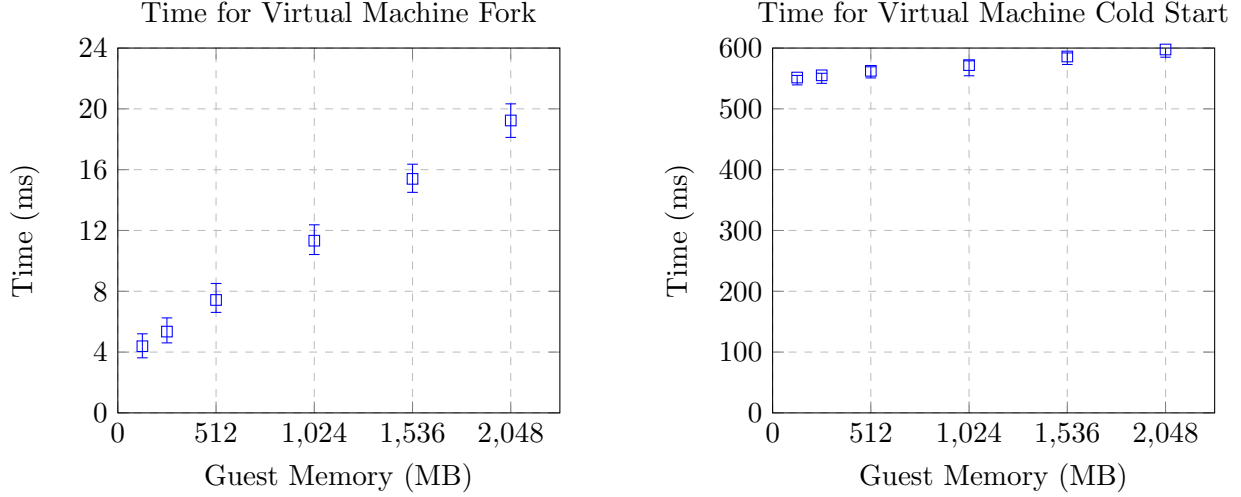 Time for Virtual Machine Fork
24
20
16
12
8
4
0
Time (ms)
0 512 1,024 1,536 2,048
Guest Memory (MB)
Time for Virtual Machine Cold Start
600
500
400
300
200
100
0
Time (ms)
0 512 1,024 1,536 2,048
Guest Memory (MB)